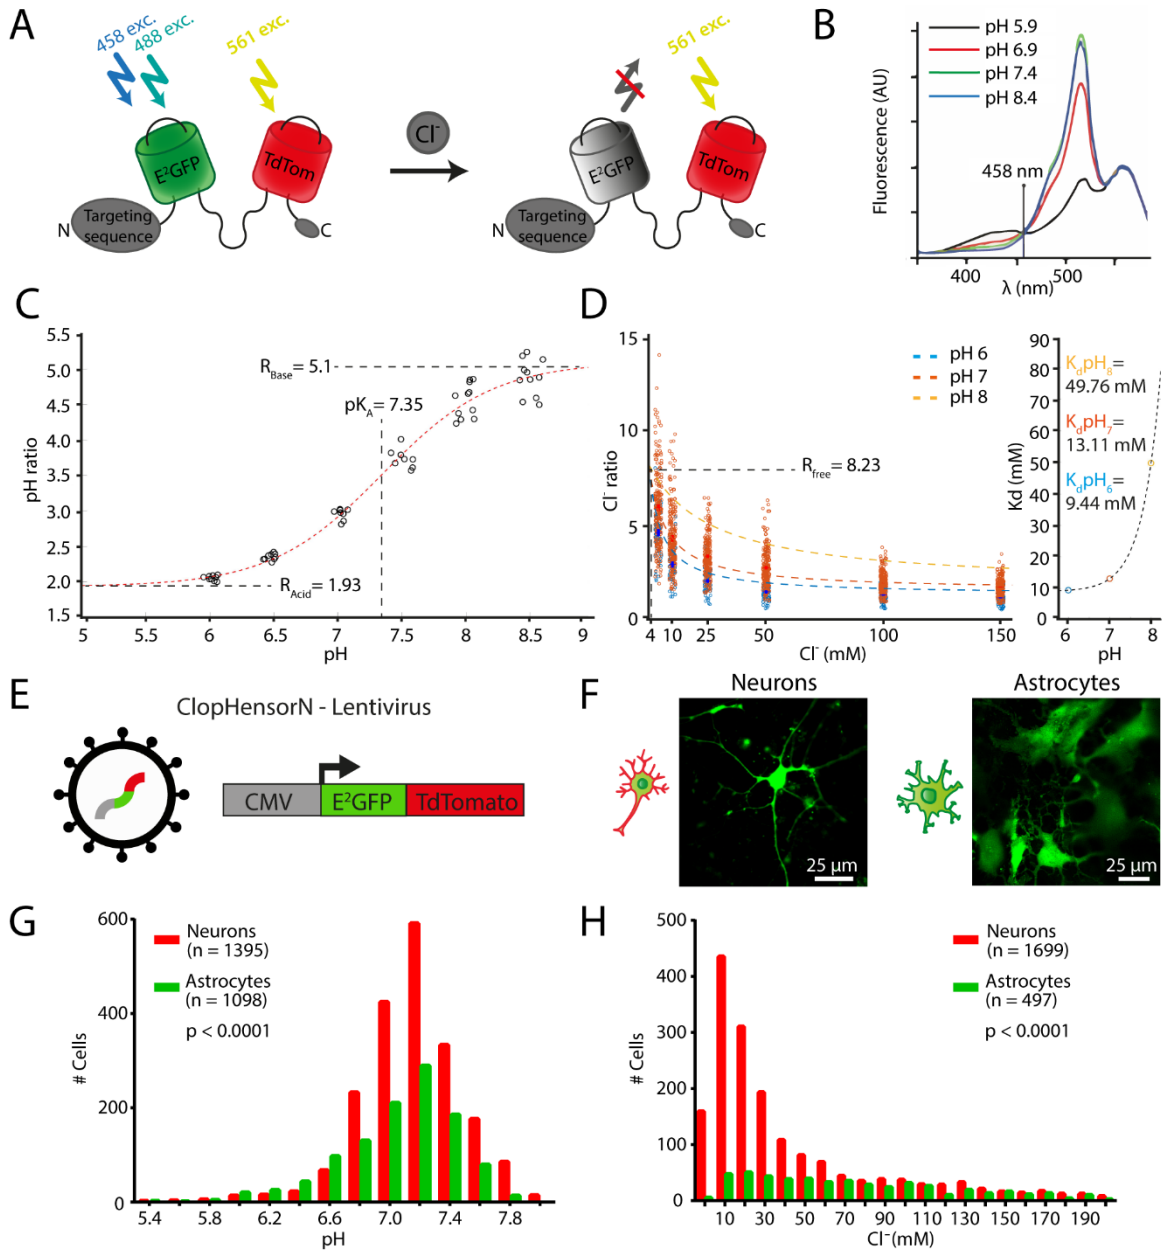 A
458 exc.
488 exc.
561 exc.
E²GFP
TdTom
Targeting
sequence
N
C
Cl⁻
561 exc.
E²GFP
TdTom
Targeting
sequence
N
C
B
pH 5.9
pH 6.9
pH 7.4
pH 8.4
458 nm
Fluorescence (AU)
400
500
λ (nm)
C
5.5
5.0
4.5
4.0
3.5
3.0
2.5
2.0
1.5
pH ratio
R_Base = 5.1
pK_A = 7.35
R_Acid = 1.93
5 5.5 6 6.5 7 7.5 8 8.5 9
pH
D
15
10
5
0
Cl⁻ ratio
pH 6
pH 7
pH 8
R_free = 8.23
4 10 25 50 100 150
Cl⁻ (mM)
90
80
70
60
50
40
30
20
10
0
Kd (mM)
K_d pH_8 =
49.76 mM
K_d pH_7 =
13.11 mM
K_d pH_6 =
9.44 mM
6 7 8
pH
E
ClopHensorN - Lentivirus
CMV
E²GFP
TdTomato
F
Neurons
25 µm
Astrocytes
25 µm
G
600
400
200
0
# Cells
Neurons
(n = 1395)
Astrocytes
(n = 1098)
p < 0.0001
5.4 5.8 6.2 6.6 7.0 7.4 7.8
pH
H
500
400
300
200
100
0
# Cells
Neurons
(n = 1699)
Astrocytes
(n = 497)
p < 0.0001
10 30 50 70 90 110 130 150 170 190
Cl⁻(mM)